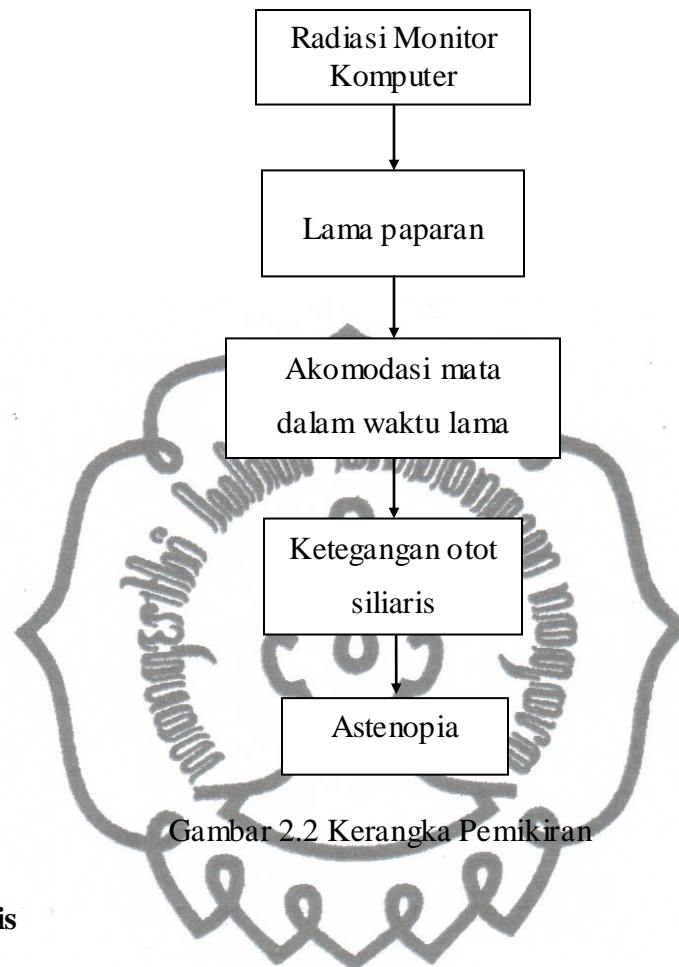 Radiasi Monitor
Komputer
Lama paparan
Akomodasi mata
dalam waktu lama
Ketegangan otot
siliaris
Astenopia
Gambar 2.2 Kerangka Pemikiran
is